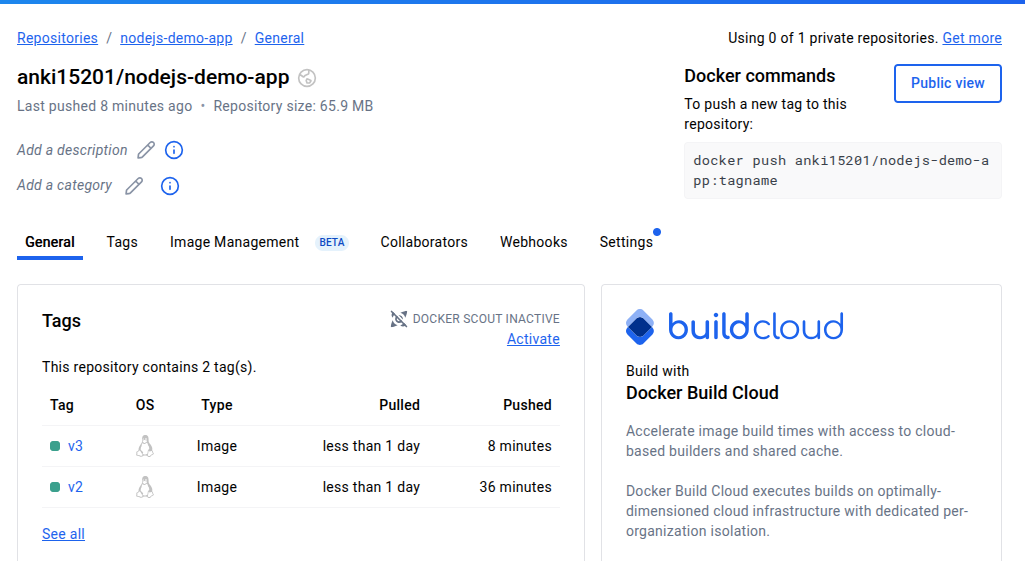 Repositories / nodejs-demo-app / General
Using 0 of 1 private repositories. Get more
anki15201/nodejs-demo-app
Last pushed 8 minutes ago • Repository size: 65.9 MB
Add a description
Add a category
Docker commands
Public view
To push a new tag to this
repository:
docker push anki15201/nodejs-demo-a
pp:tagname
General Tags Image Management BETA Collaborators Webhooks Settings
Tags
DOCKER SCOUT INACTIVE
Activate
This repository contains 2 tag(s).
Tag OS Type Pulled Pushed
v3 Image less than 1 day 8 minutes
v2 Image less than 1 day 36 minutes
See all
buildcloud
Build with
Docker Build Cloud
Accelerate image build times with access to cloud-
based builders and shared cache.
Docker Build Cloud executes builds on optimally-
dimensioned cloud infrastructure with dedicated per-
organization isolation.